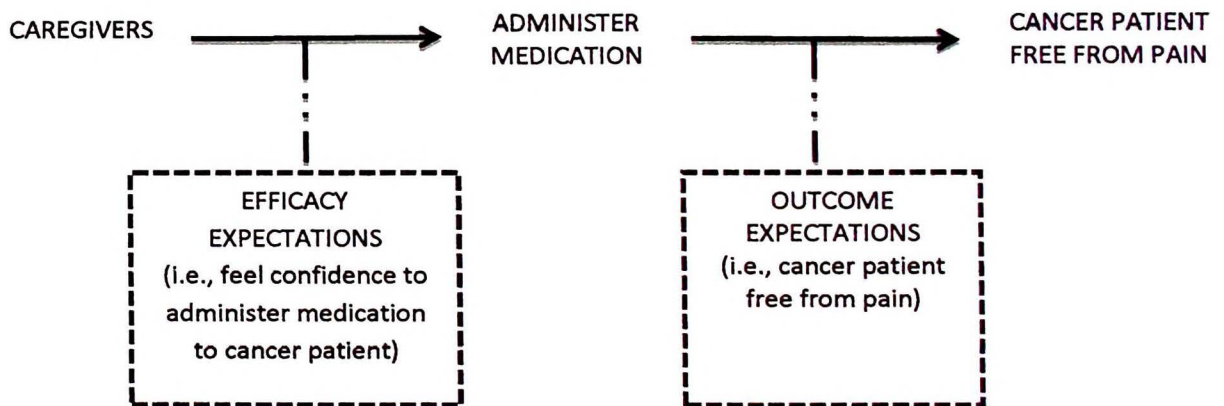 CAREGIVERS
ADMINISTER
MEDICATION
CANCER PATIENT
FREE FROM PAIN
EFFICACY
EXPECTATIONS
(i.e., feel confidence to
administer medication
to cancer patient)
OUTCOME
EXPECTATIONS
(i.e., cancer patient
free from pain)